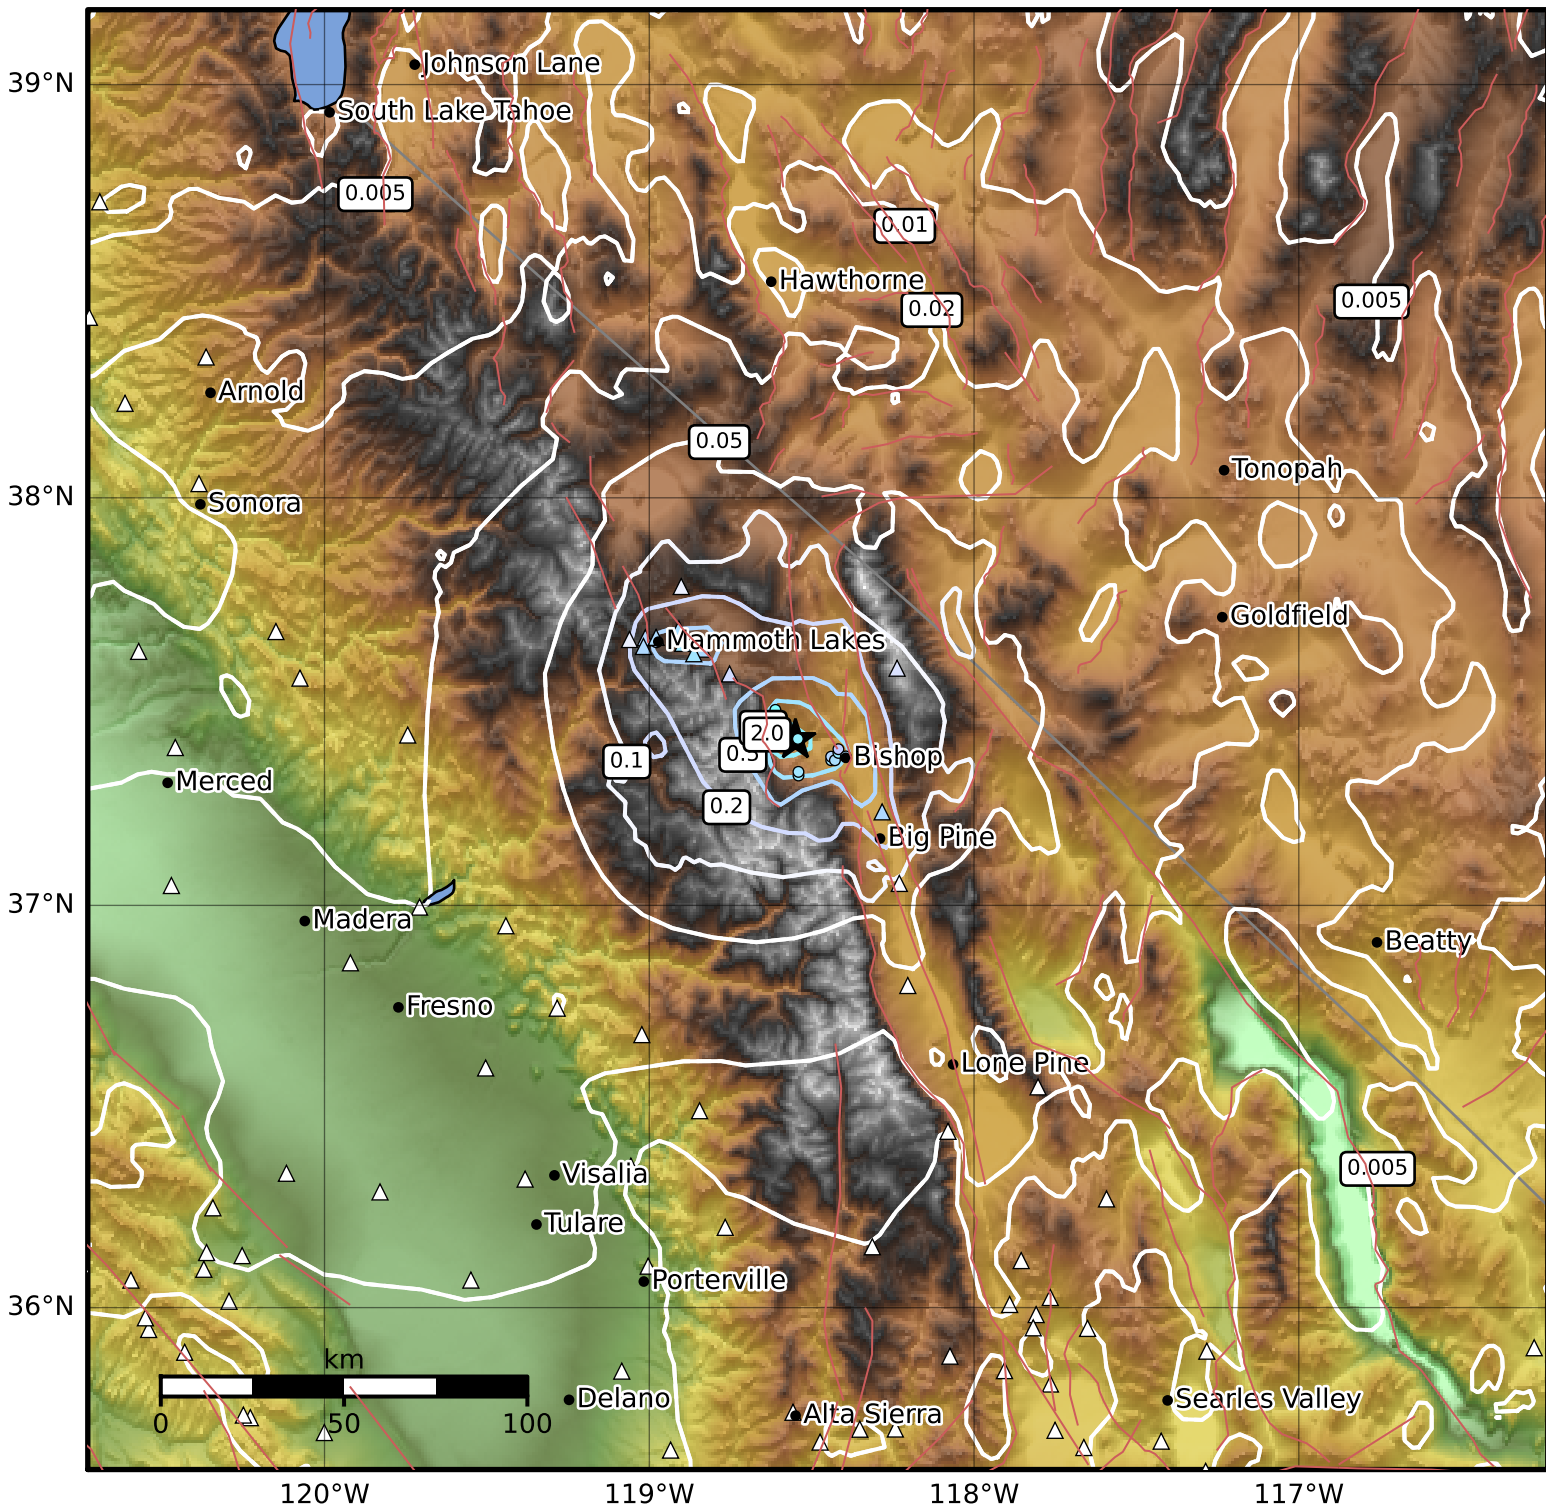 39°N
Johnson Lane
South Lake Tahoe
0.005
0.01
Hawthorne
0.02
0.005
Arnold
0.05
Tonopah
38°N
Sonora
Goldfield
Mammoth Lakes
2.0
0.1
Bishop
Merced
0.2
Big Pine
37°N
Madera
Beatty
Fresno
Lone Pine
0.005
Visalia
Tulare
Porterville
36°N
km
0 50 100
Delano
Alta Sierra
Searles Valley
120°W 119°W 118°W 117°W